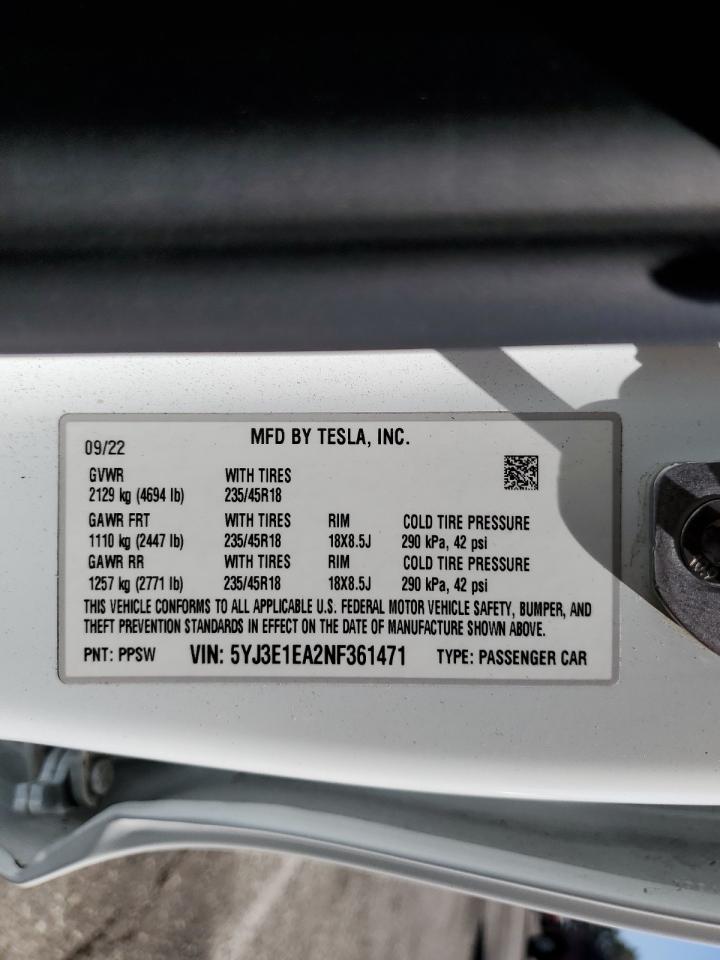 MFD BY TESLA, INC.
09/22
GVWR WITH TIRES
2129 kg (4694 lb) 235/45R18
GAWR FRT WITH TIRES RIM COLD TIRE PRESSURE
1110 kg (2447 lb) 235/45R18 18X8.5J 290 kPa, 42 psi
GAWR RR WITH TIRES RIM COLD TIRE PRESSURE
1257 kg (2771 lb) 235/45R18 18X8.5J 290 kPa, 42 psi
THIS VEHICLE CONFORMS TO ALL APPLICABLE U.S. FEDERAL MOTOR VEHICLE SAFETY, BUMPER, AND
THEFT PREVENTION STANDARDS IN EFFECT ON THE DATE OF MANUFACTURE SHOWN ABOVE.
PNT: PPSW VIN: 5YJ3E1EA2NF361471 TYPE: PASSENGER CAR